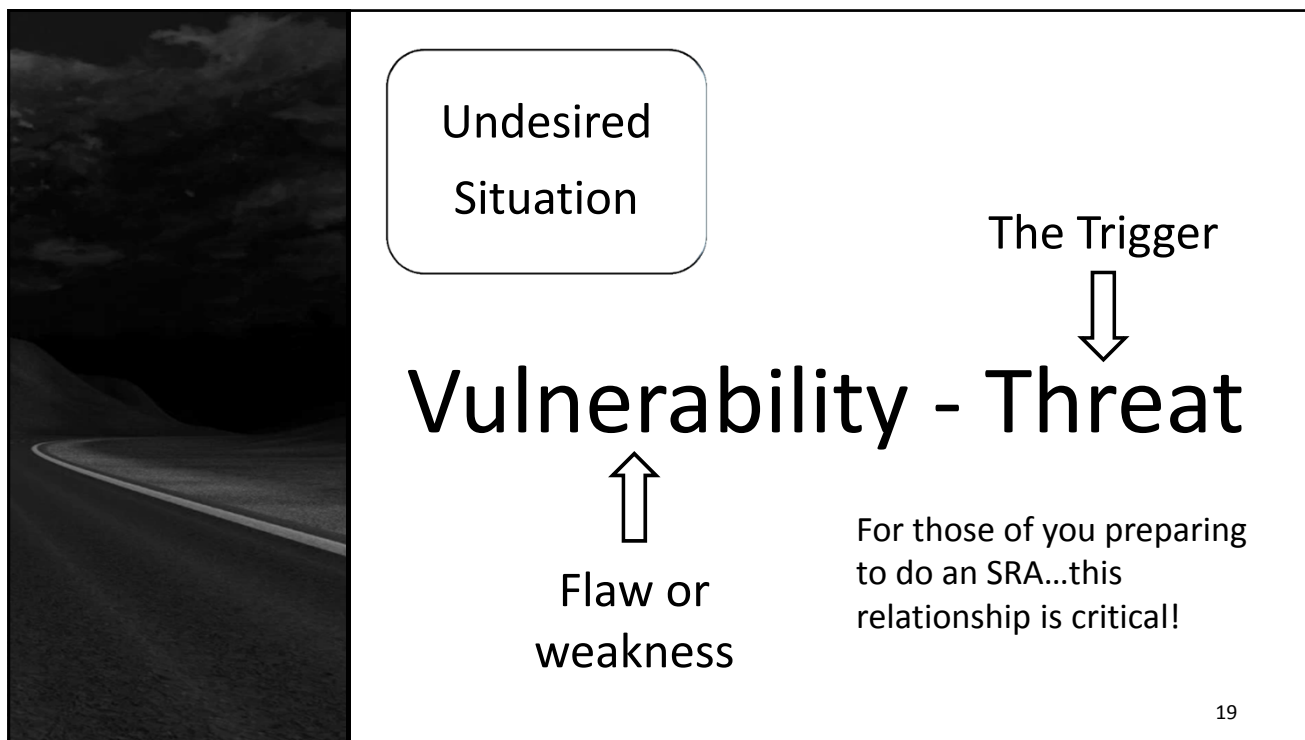 Undesired
Situation
The Trigger
Vulnerability - Threat
Flaw or
weakness
For those of you preparing
to do an SRA...this
relationship is critical!
19